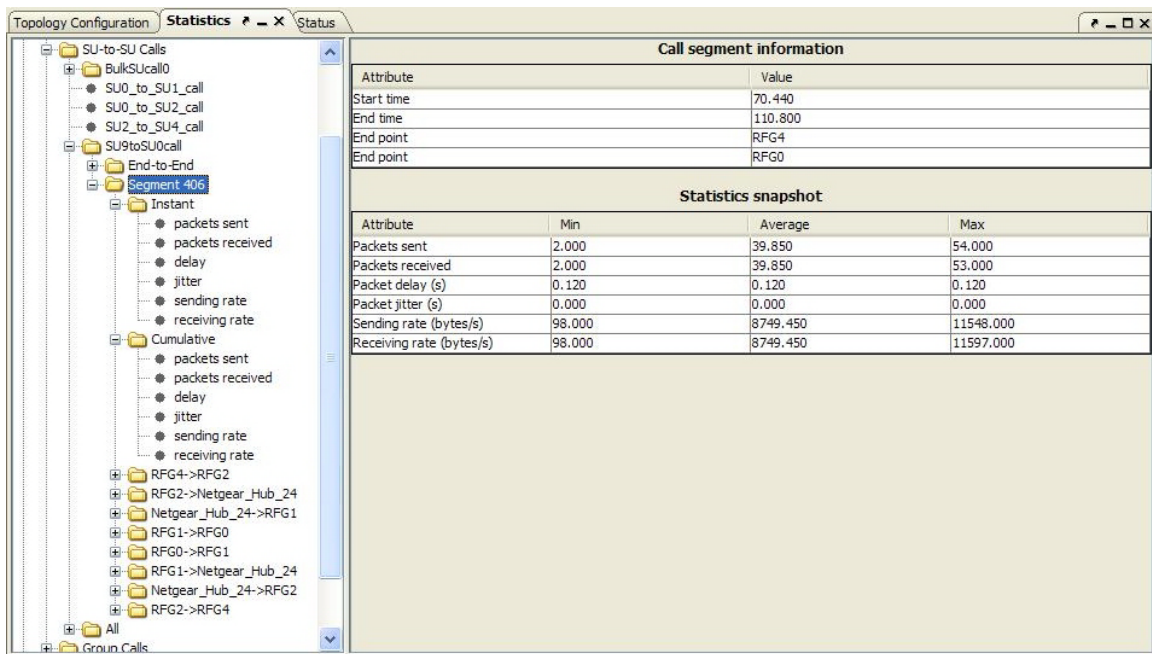 Topology Configuration Statistics Status
SU-to-SU Calls
BulkSUcall0
SU0_to_SU1_call
SU0_to_SU2_call
SU2_to_SU4_call
SU9toSU0call
End-to-End
Segment 406
Instant
packets sent
packets received
delay
jitter
sending rate
receiving rate
Cumulative
packets sent
packets received
delay
jitter
sending rate
receiving rate
RFG4->RFG2
RFG2->Netgear_Hub_24
Netgear_Hub_24->RFG1
RFG1->RFG0
RFG0->RFG1
RFG1->Netgear_Hub_24
Netgear_Hub_24->RFG2
RFG2->RFG4
All
Group Calls
Call segment information
Attribute Value
Start time 70.440
End time 110.800
End point RFG4
End point RFG0
Statistics snapshot
Attribute Min Average Max
Packets sent 2.000 39.850 54.000
Packets received 2.000 39.850 53.000
Packet delay (s) 0.120 0.120 0.120
Packet jitter (s) 0.000 0.000 0.000
Sending rate (bytes/s) 98.000 8749.450 11548.000
Receiving rate (bytes/s) 98.000 8749.450 11597.000